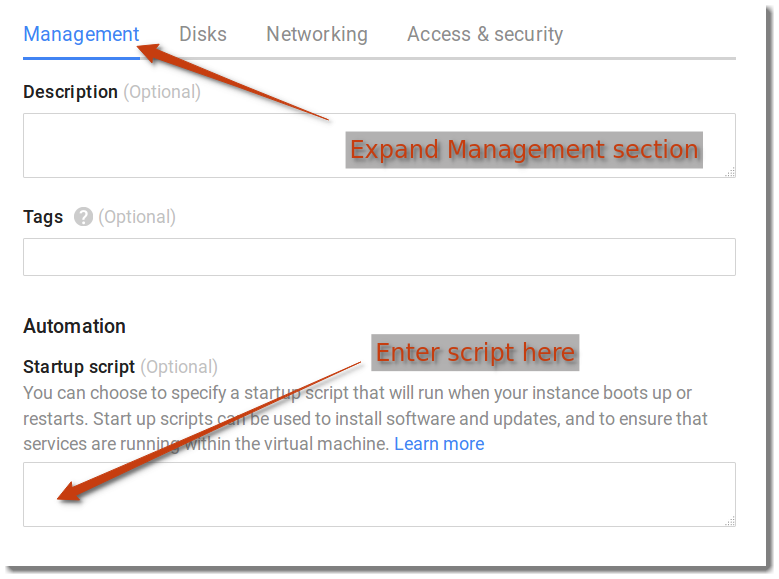 Management Disks Networking Access & security
Description (Optional)
Expand Management section
Tags ? (Optional)
Automation
Enter script here
Startup script (Optional)
You can choose to specify a startup script that will run when your instance boots up or
restarts. Start up scripts can be used to install software and updates, and to ensure that
services are running within the virtual machine. Learn more